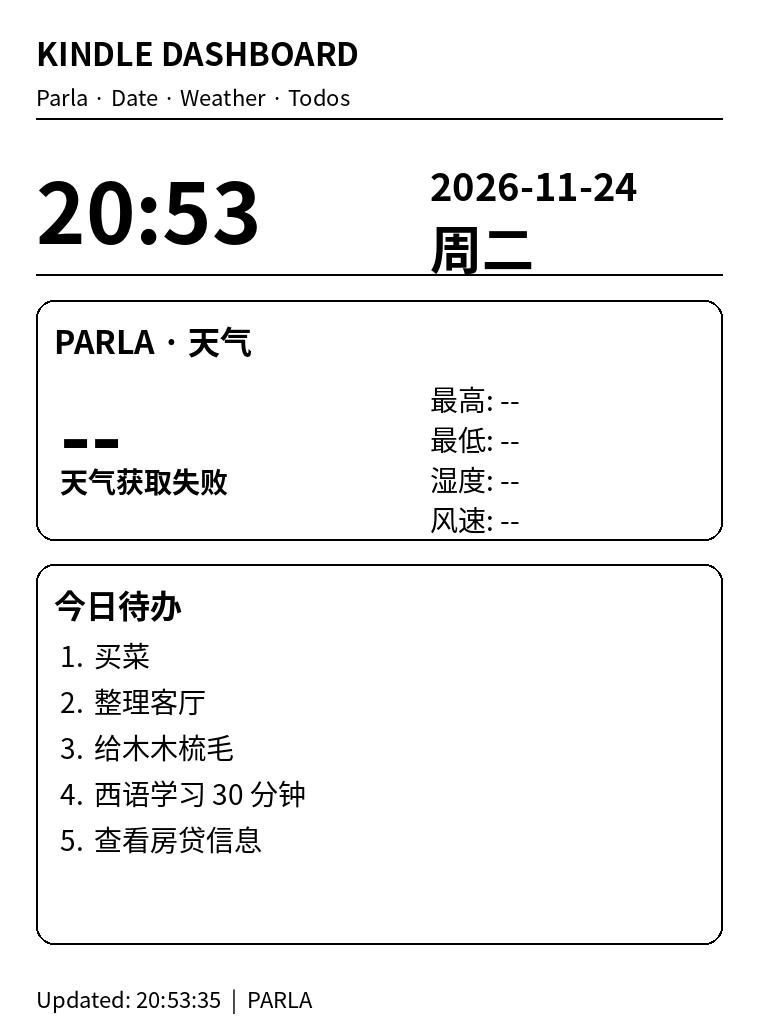 KINDLE DASHBOARD
Parla · Date · Weather · Todos
20:53
2026-11-24
周二
PARLA · 天气
--
天气获取失败
最高: --
最低: --
湿度: --
风速: --
今日待办
1. 买菜
2. 整理客厅
3. 给木木梳毛
4. 西语学习 30 分钟
5. 查看房贷信息
Updated: 20:53:35 | PARLA